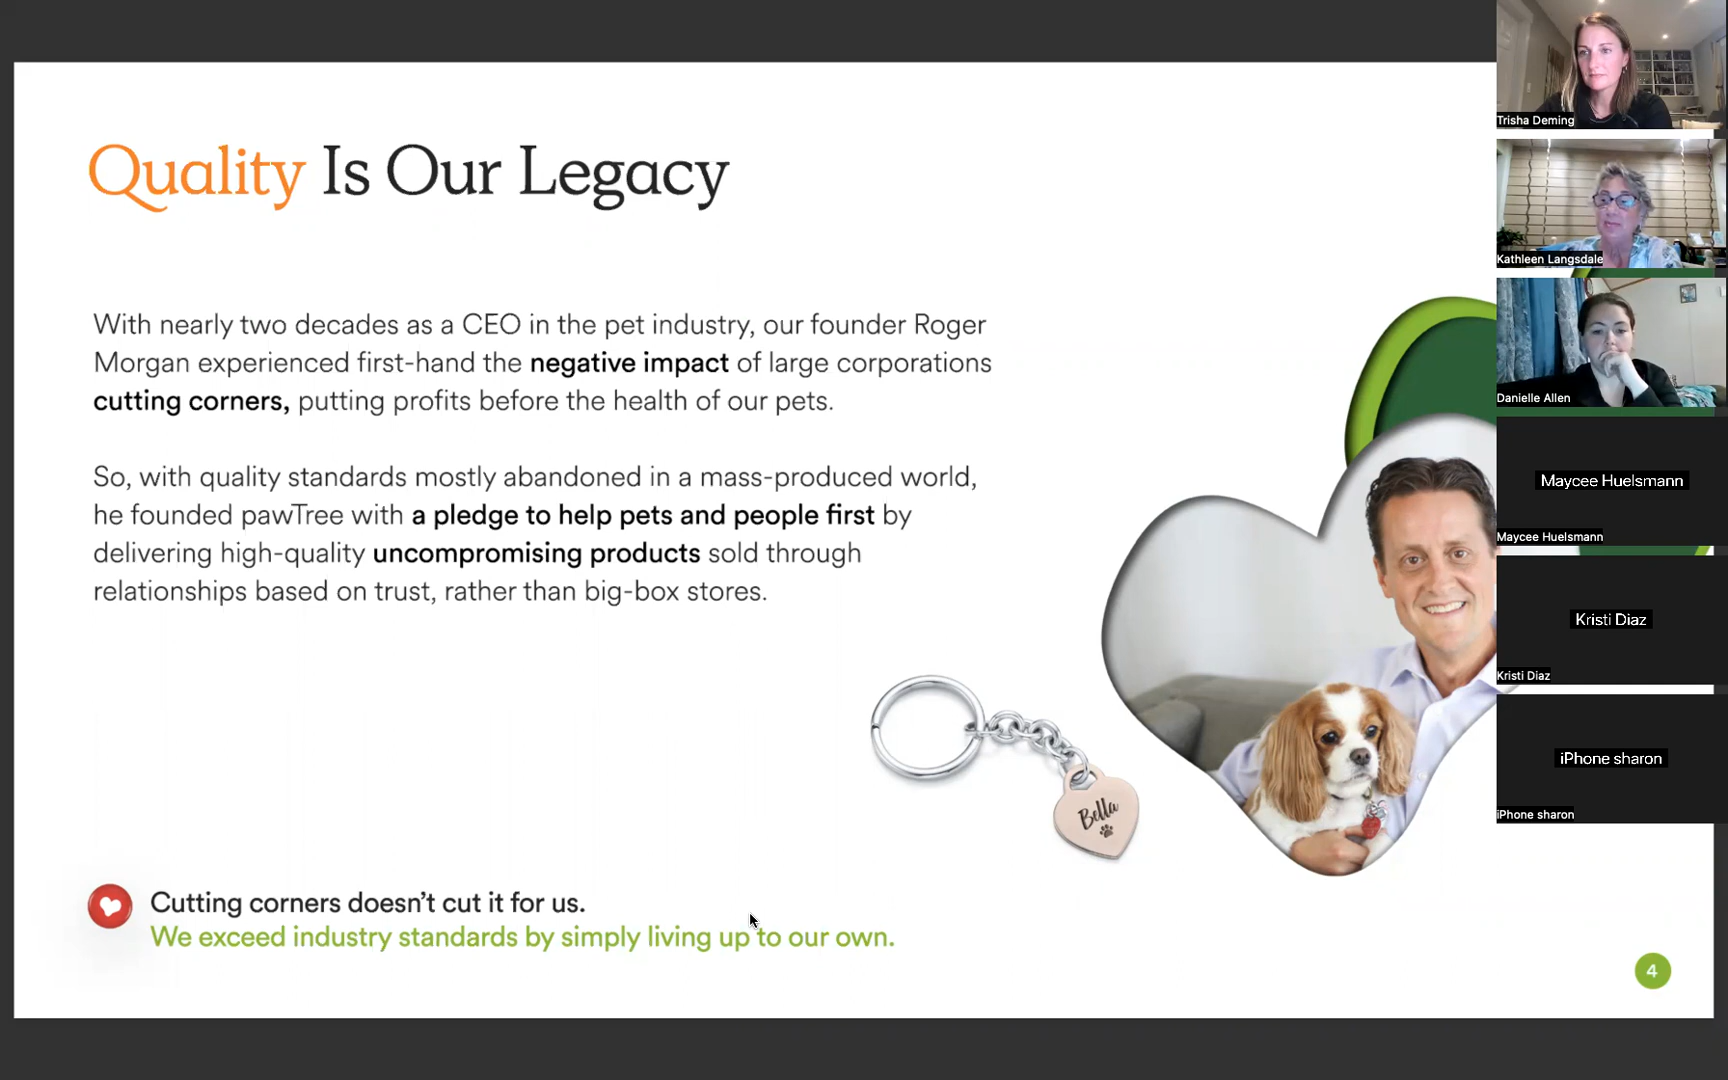 Quality Is Our Legacy
With nearly two decades as a CEO in the pet industry, our founder Roger
Morgan experienced first-hand the negative impact of large corporations
cutting corners, putting profits before the health of our pets.
So, with quality standards mostly abandoned in a mass-produced world,
he founded pawTree with a pledge to help pets and people first by
delivering high-quality uncompromising products sold through
relationships based on trust, rather than big-box stores.
Bella
Cutting corners doesn't cut it for us.
We exceed industry standards by simply living up to our own.
4
Trisha Deming
Kathleen Langsdale
Danielle Allen
Maycee Huelsmann
Maycee Huelsmann
Kristi Diaz
Kristi Diaz
iPhone sharon
iPhone sharon